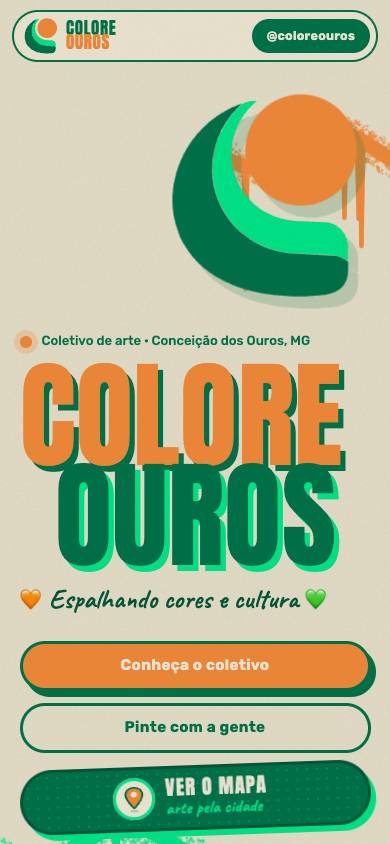 COLORE
OUROS
@coloreouros
Coletivo de arte • Conceição dos Ouros, MG
COLORE
OUROS
🧡 Espalhando cores e cultura 💚
Conheça o coletivo
Pinte com a gente
VER O MAPA
arte pela cidade